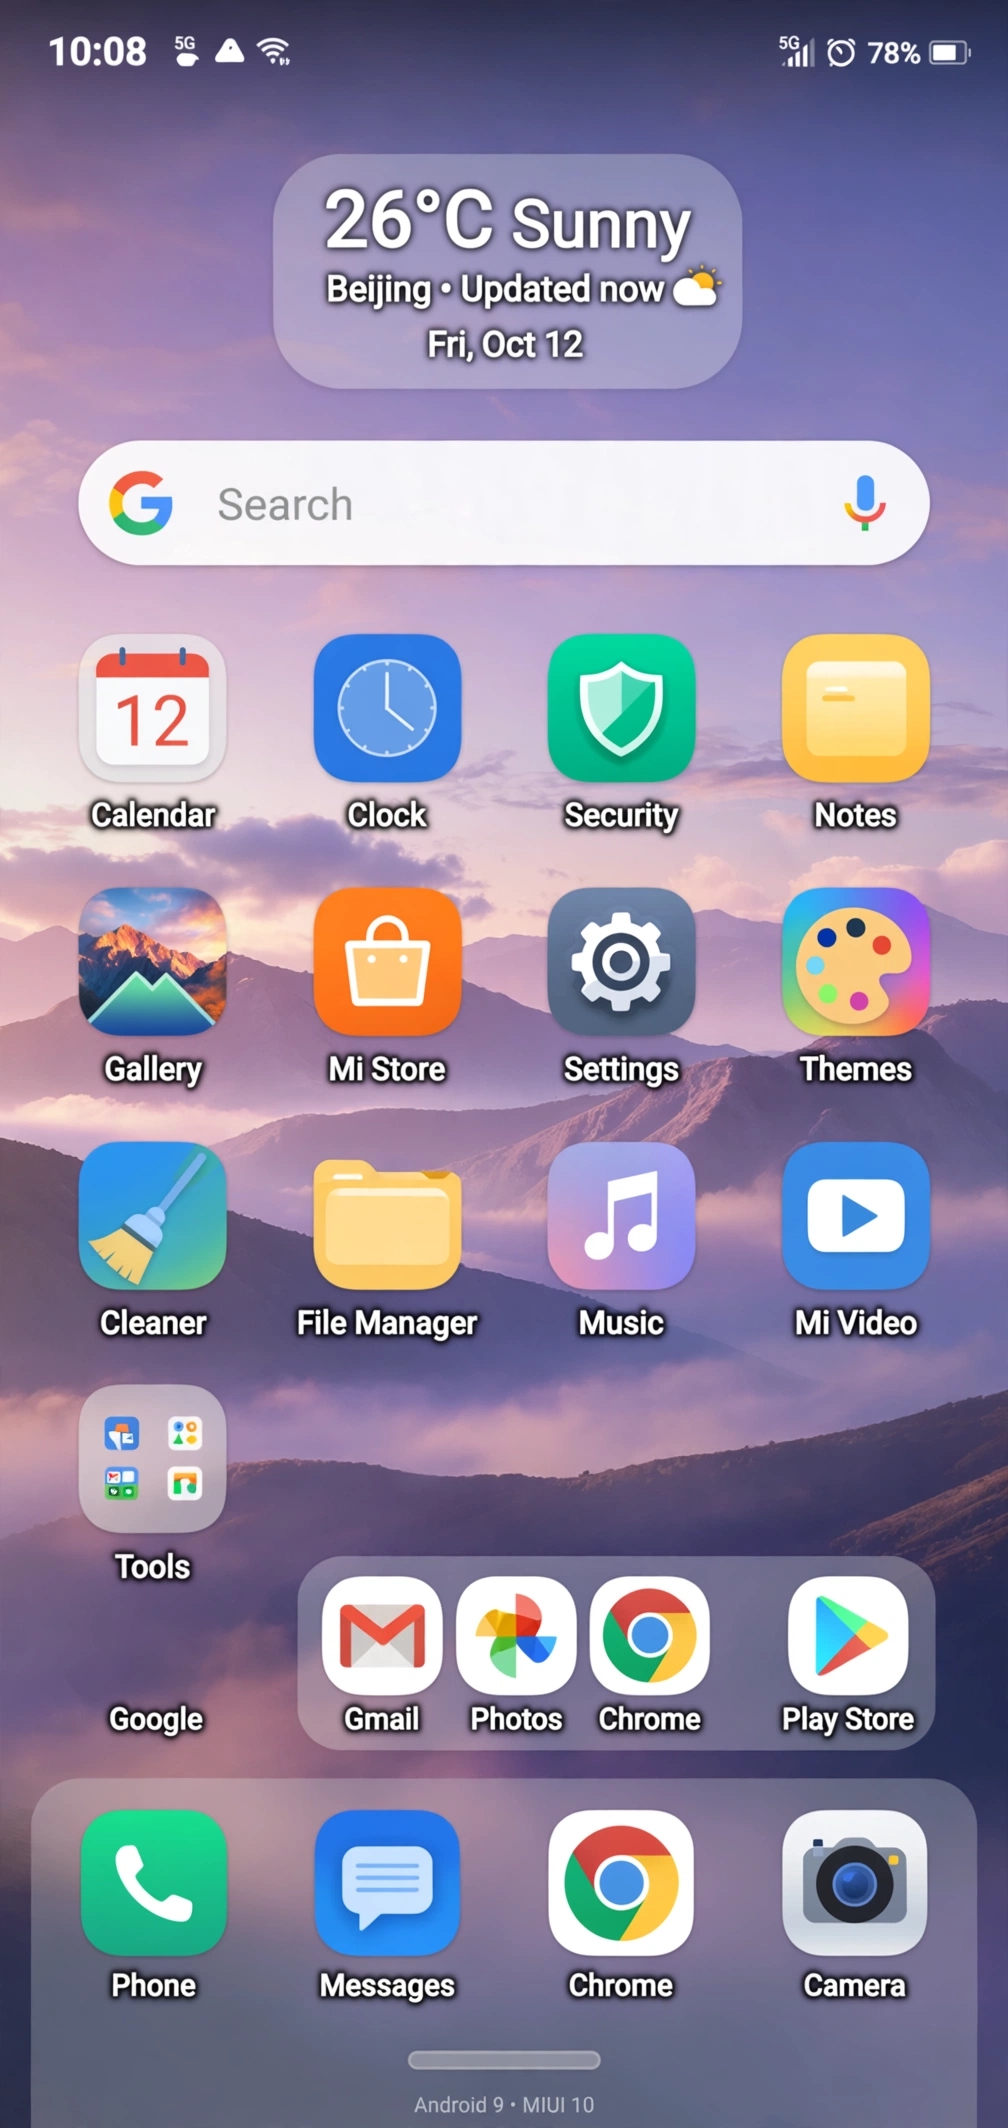 10:08 5G 5G 78%
26°C Sunny
Beijing • Updated now
Fri, Oct 12
Search
12
Calendar Clock Security Notes
Gallery Mi Store Settings Themes
Cleaner File Manager Music Mi Video
Tools
Google Gmail Photos Chrome Play Store
Phone Messages Chrome Camera
Android 9 • MIUI 10